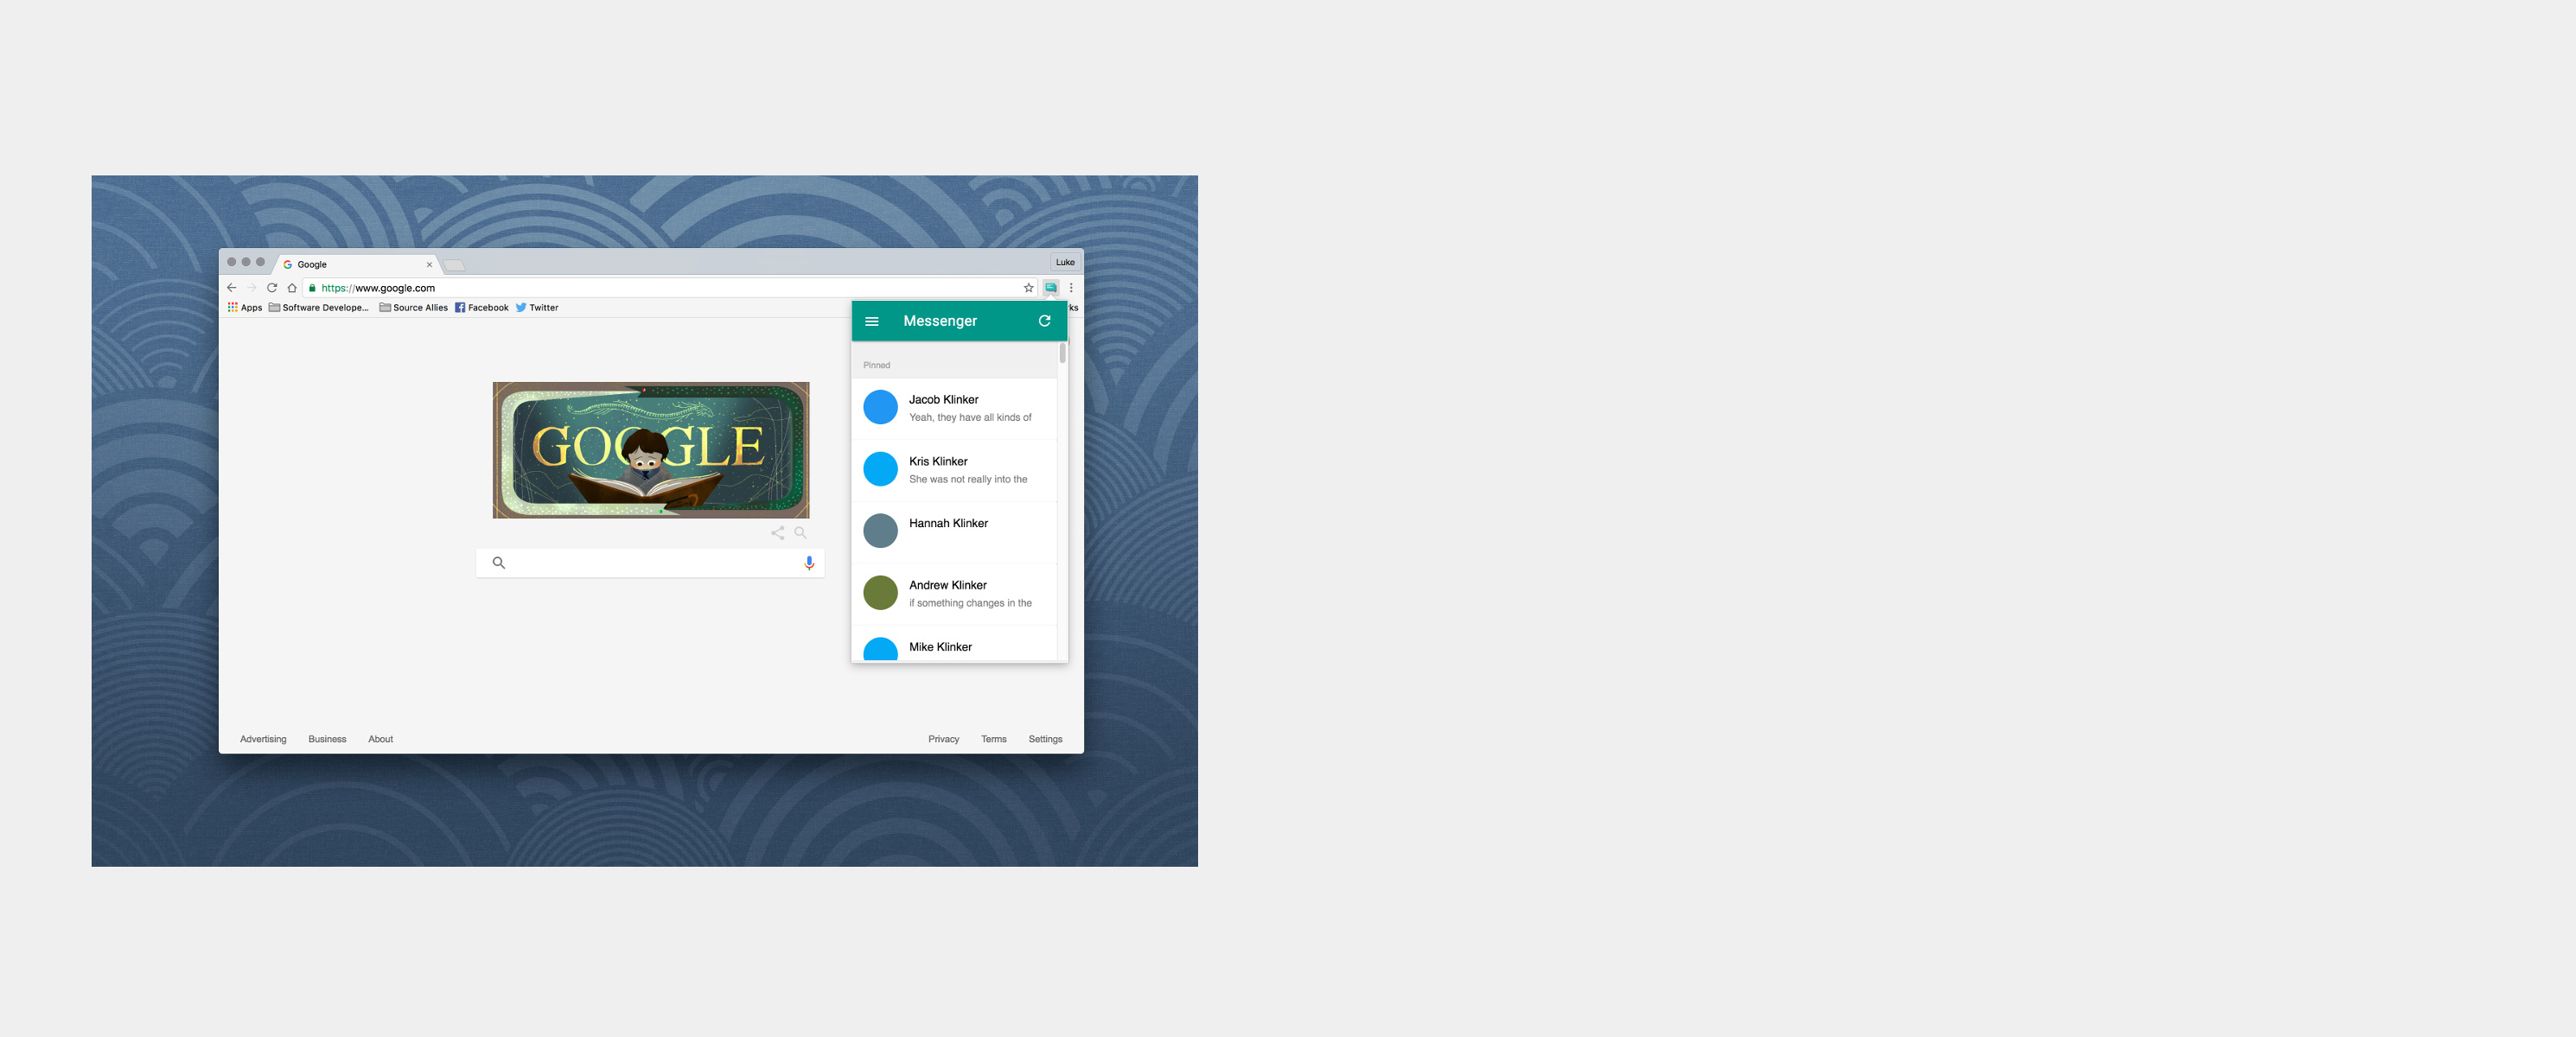 Google
Luke
https://www.google.com
Apps
Software Develope...
Source Allies
Facebook
Twitter
ks
Messenger
Pinned
GOOGLE
Jacob Klinker
Yeah, they have all kinds of
Kris Klinker
She was not really into the
Hannah Klinker
Andrew Klinker
if something changes in the
Mike Klinker
Advertising
Business
About
Privacy
Terms
Settings